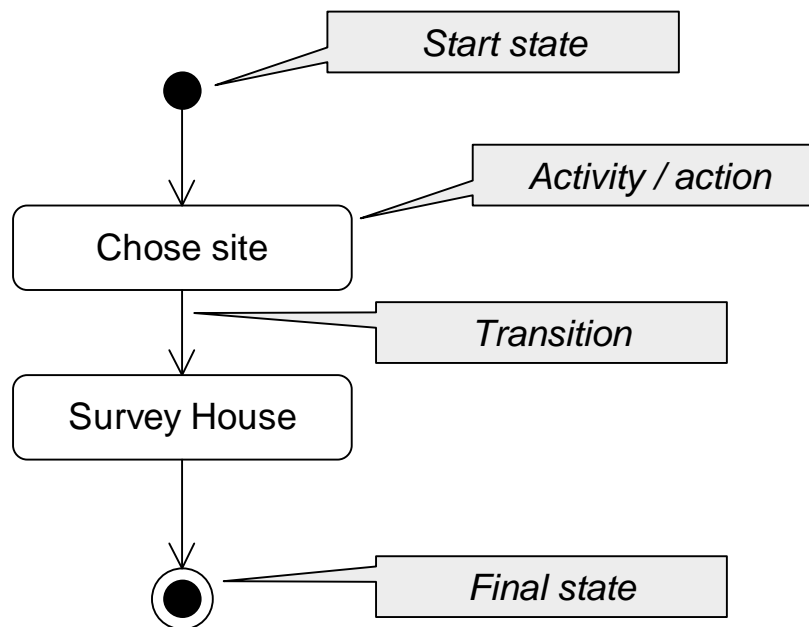 Start state
Activity / action
Chose site
Transition
Survey House
Final state